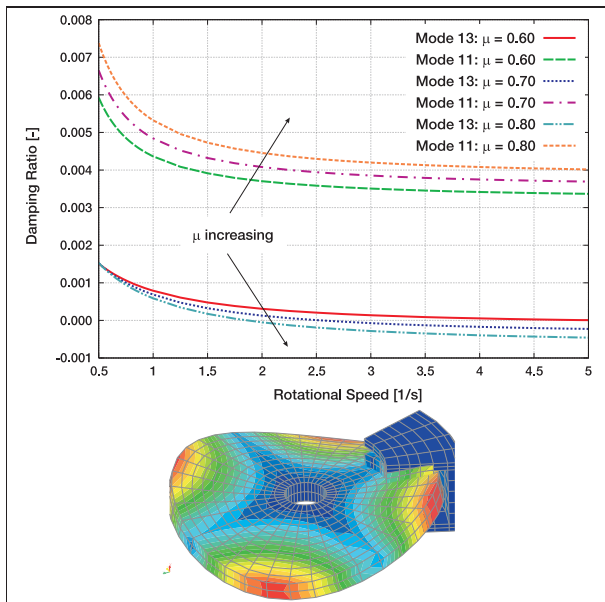 0.008
0.007
0.006
0.005
0.004
0.003
0.002
0.001
0.000
-0.001
Damping Ratio [-]
Mode 13: μ = 0.60
Mode 11: μ = 0.60
Mode 13: μ = 0.70
Mode 11: μ = 0.70
Mode 13: μ = 0.80
Mode 11: μ = 0.80
μ increasing
0.5 1 1.5 2 2.5 3 3.5 4 4.5 5
Rotational Speed [1/s]